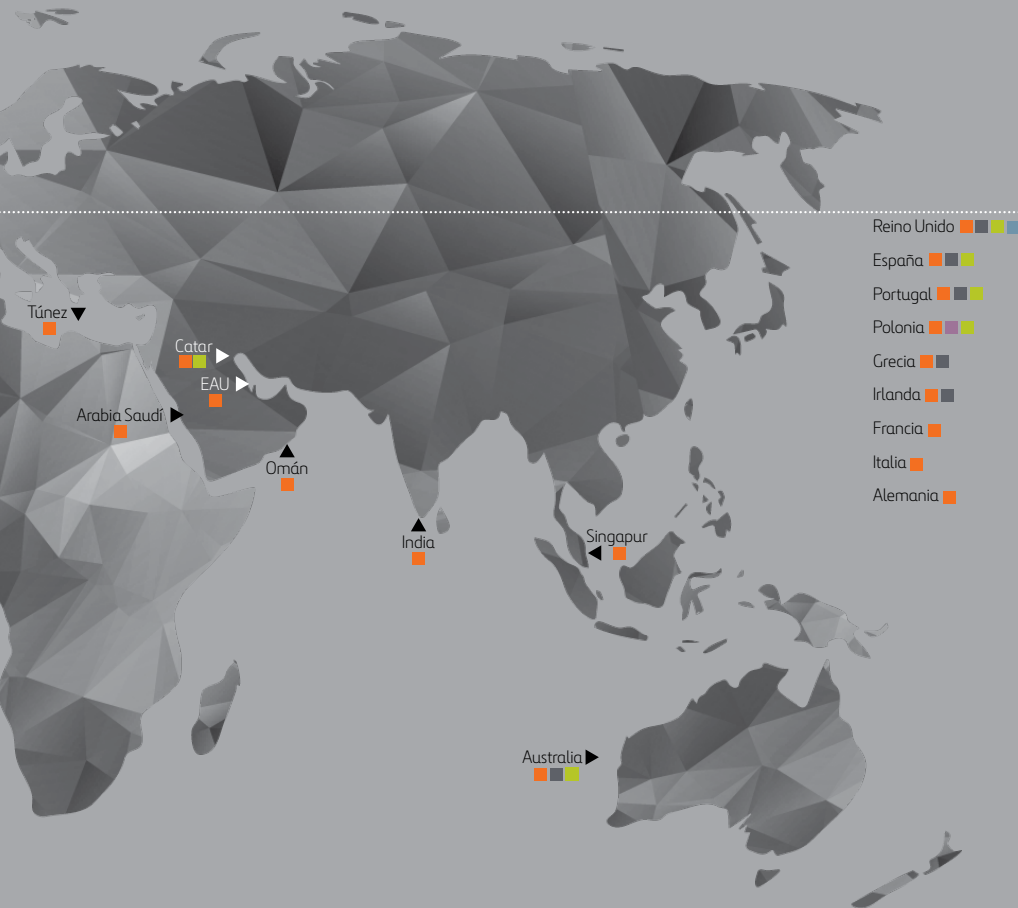 Reino Unido
España
Portugal
Túnez
Polonia
Catar
Grecia
EAU
Irlanda
Arabia Saudí
Francia
Italia
Omán
Alemania
India
Singapur
Australia